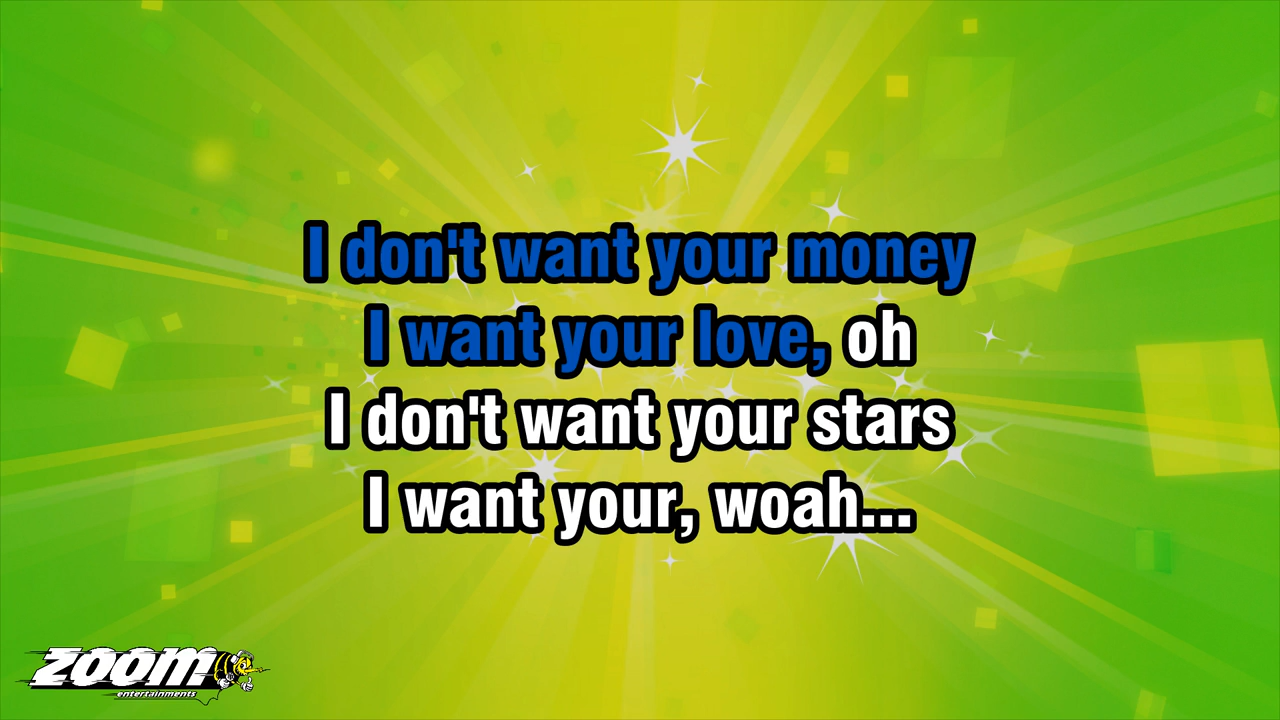 I don't want your money
I want your love, oh
I don't want your stars
I want your, woah...
ZOOM
entertainments